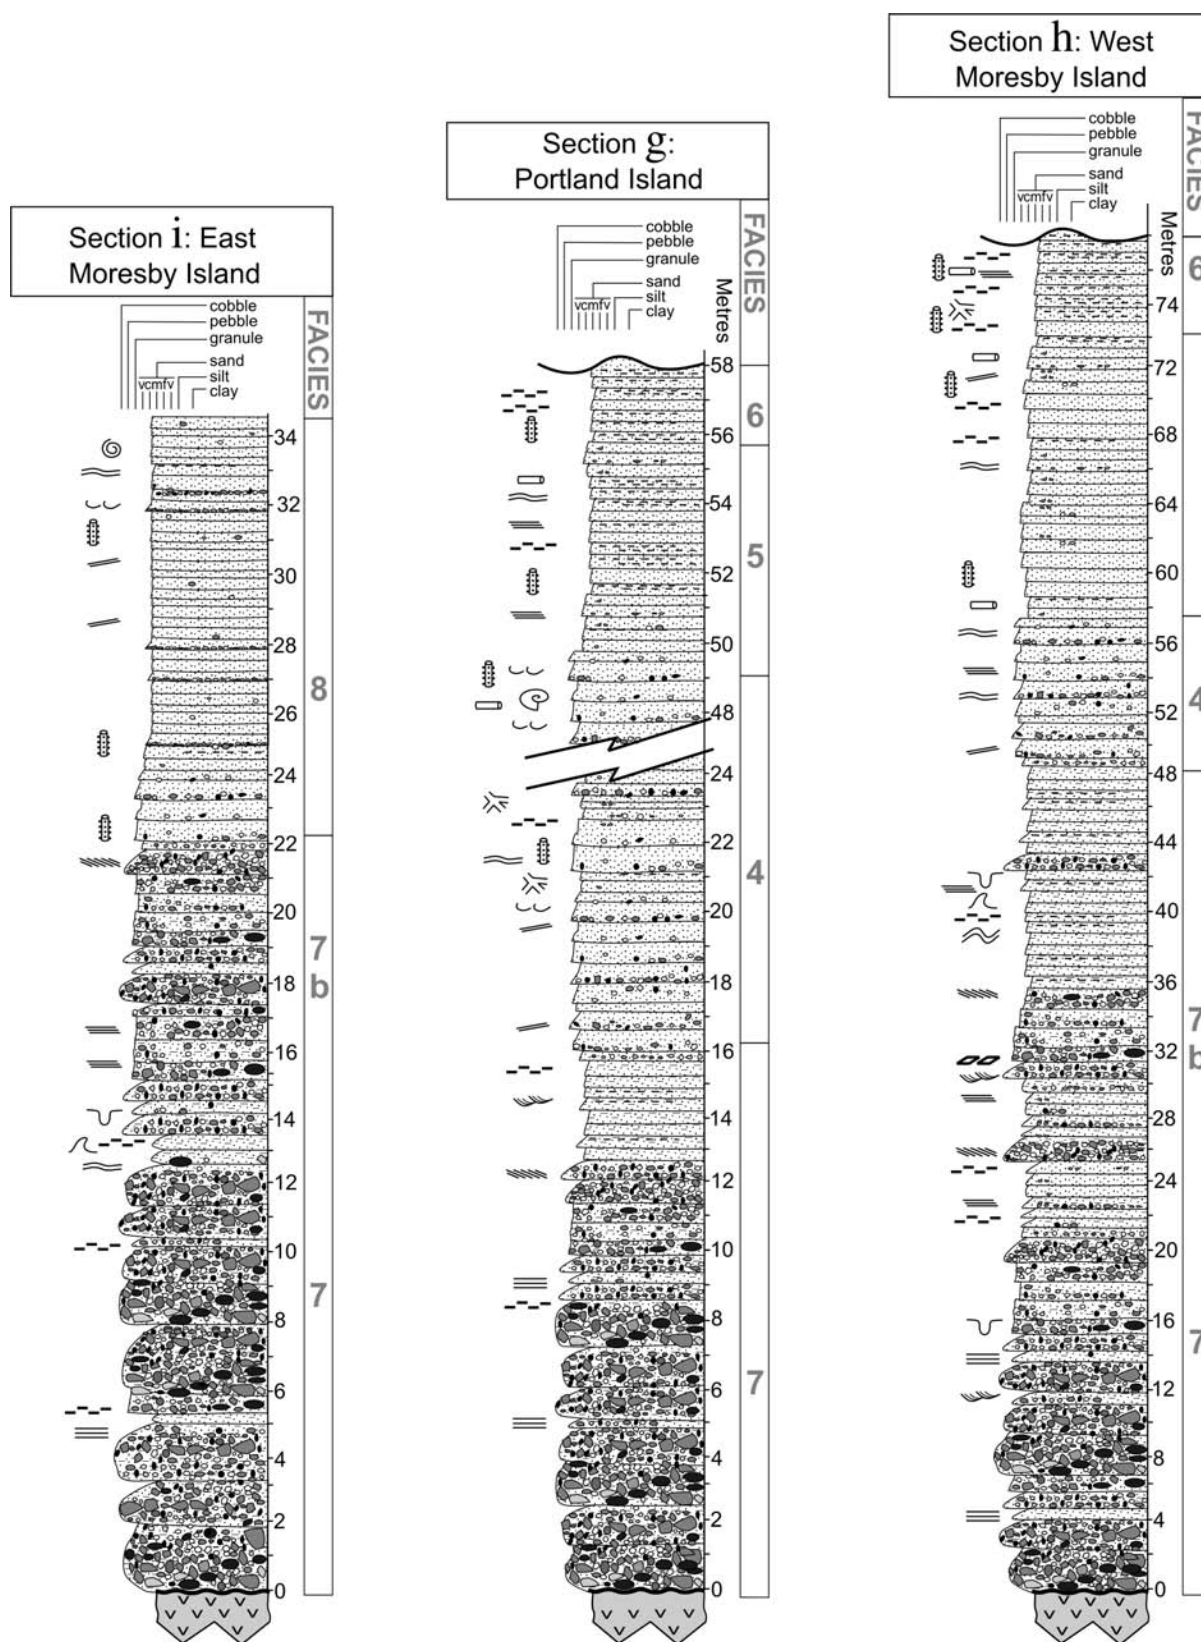 Section i: East
Moresby Island
cobble
pebble
granule
sand
vcmfv
silt
clay
FACIES
34
32
30
28
26
24
22
20
18
16
14
12
10
8
6
4
2
0
8
7
b
7
Section g:
Portland Island
cobble
pebble
granule
sand
vcmfv
silt
clay
Metres
FACIES
58
56
54
52
50
48
24
22
20
18
16
14
12
10
8
6
4
2
0
6
5
4
7
Section h: West
Moresby Island
cobble
pebble
granule
sand
vcmfv
silt
clay
Metres
FACIES
74
72
68
64
60
56
52
48
44
40
36
32
28
24
20
16
12
8
4
0
6
4
7
b
7